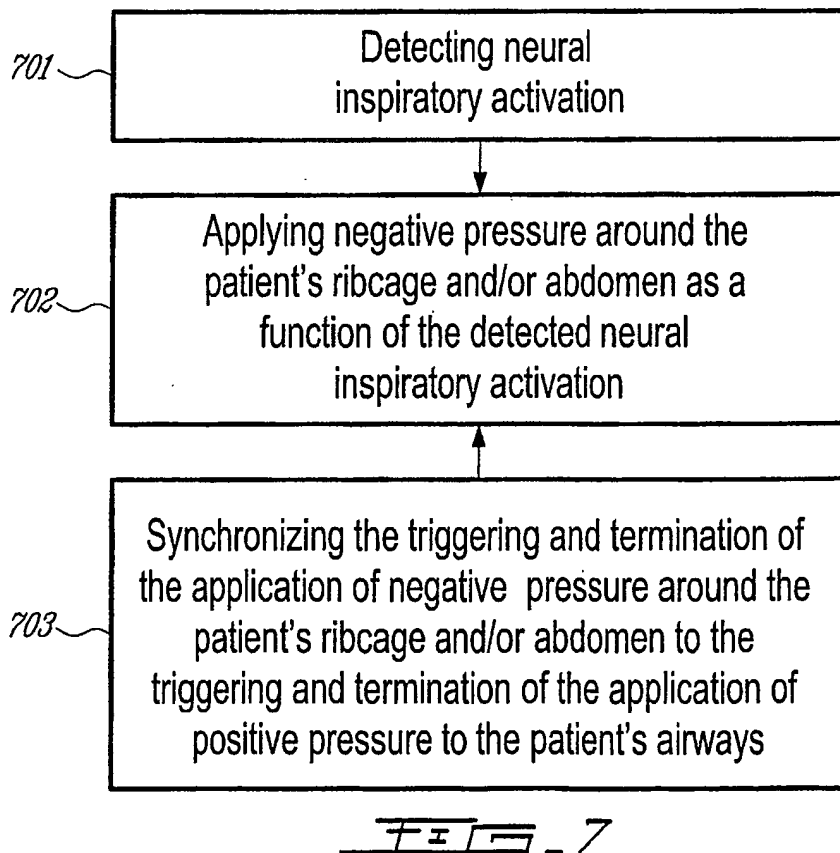 701
Detecting neural
inspiratory activation
702
Applying negative pressure around the
patient's ribcage and/or abdomen as a
function of the detected neural
inspiratory activation
703
Synchronizing the triggering and termination of
the application of negative pressure around the
patient's ribcage and/or abdomen to the
triggering and termination of the application of
positive pressure to the patient's airways
FIG-7